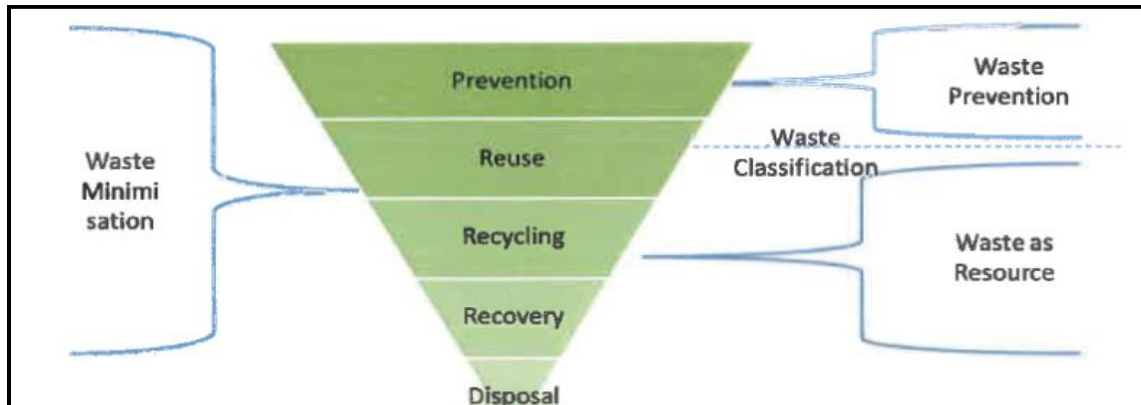 Prevention
Reuse
Recycling
Recovery
Disposal
Waste
Minimi
sation
Waste
Prevention
Waste
Classification
Waste as
Resource